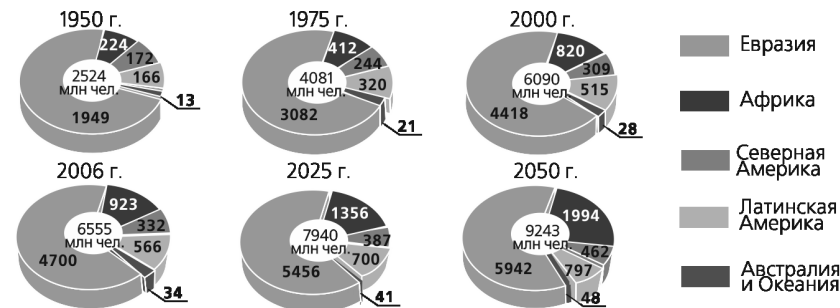 1950 г.
224
172
166
2524
млн чел.
13
1949
1975 г.
412
244
320
4081
млн чел.
21
3082
2000 г.
820
309
515
6090
млн чел.
28
4418
2006 г.
923
332
566
6555
млн чел.
34
4700
2025 г.
1356
387
700
7940
млн чел.
41
5456
2050 г.
1994
462
797
9243
млн чел.
48
5942
Евразия
Африка
Северная
Америка
Латинская
Америка
Австралия
и Океания